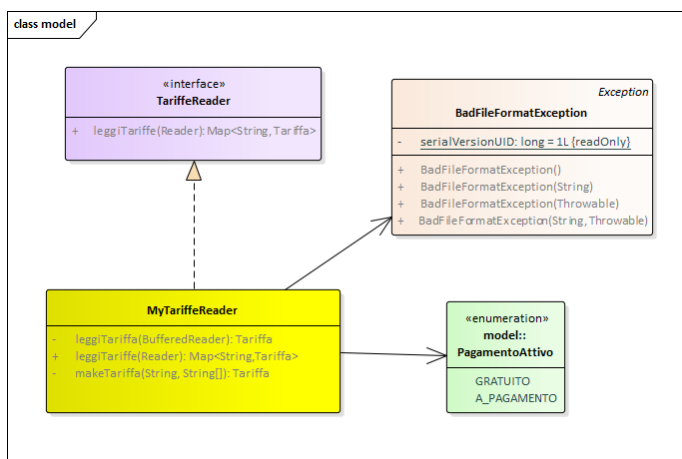 class model
«interface»
TariffeReader
+ leggiTariffe(Reader): Map<String,Tariffa>
Exception
BadFileFormatException
- serialVersionUID: long = 1L {readOnly}
+ BadFileFormatException()
+ BadFileFormatException(String)
+ BadFileFormatException(Throwable)
+ BadFileFormatException(String, Throwable)
MyTariffeReader
- leggiTariffa(BufferedReader): Tariffa
+ leggiTariffe(Reader): Map<String,Tariffa>
- makeTariffa(String, String[]): Tariffa
«enumeration»
model::
PagamentoAttivo
GRATUITO
A_PAGAMENTO